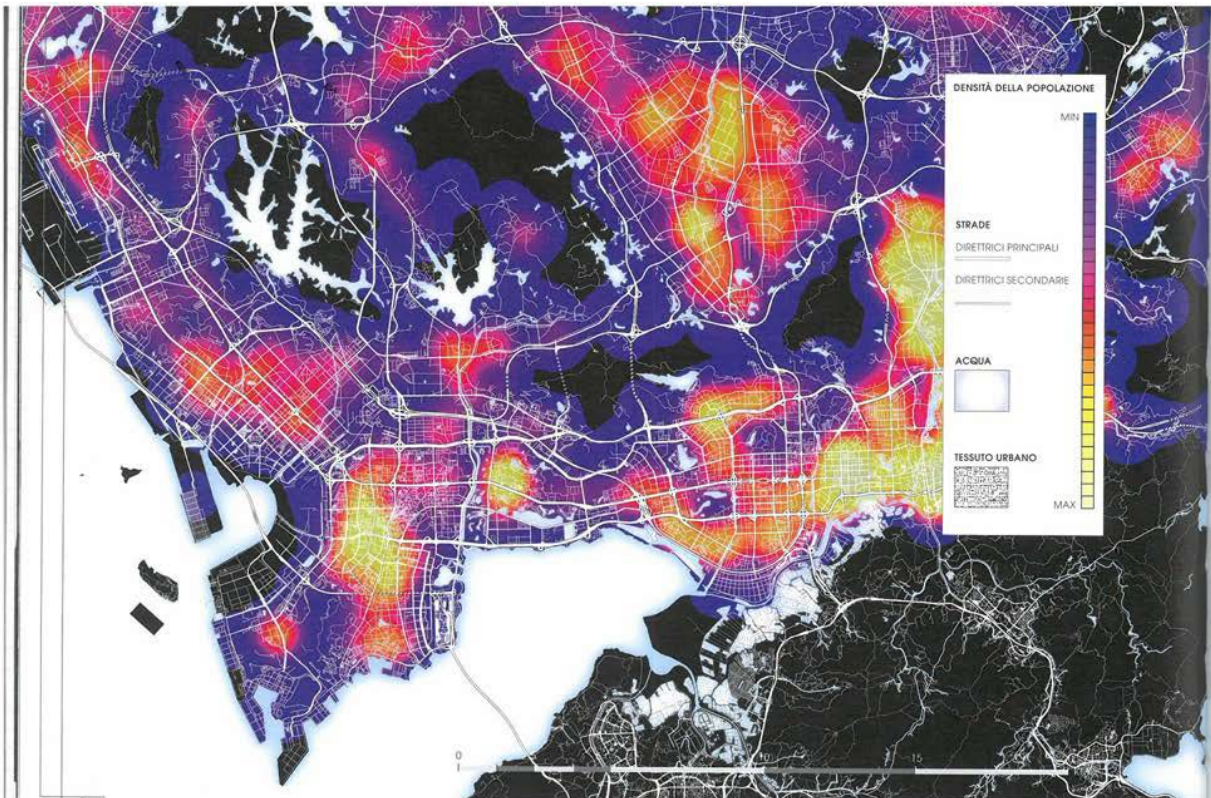 DENSITÀ DELLA POPOLAZIONE
MIN
STRADE
DIRETTRICI PRINCIPALI
DIRETTRICI SECONDARIE
ACQUA
TESSUTO URBANO
MAX
0
10
15